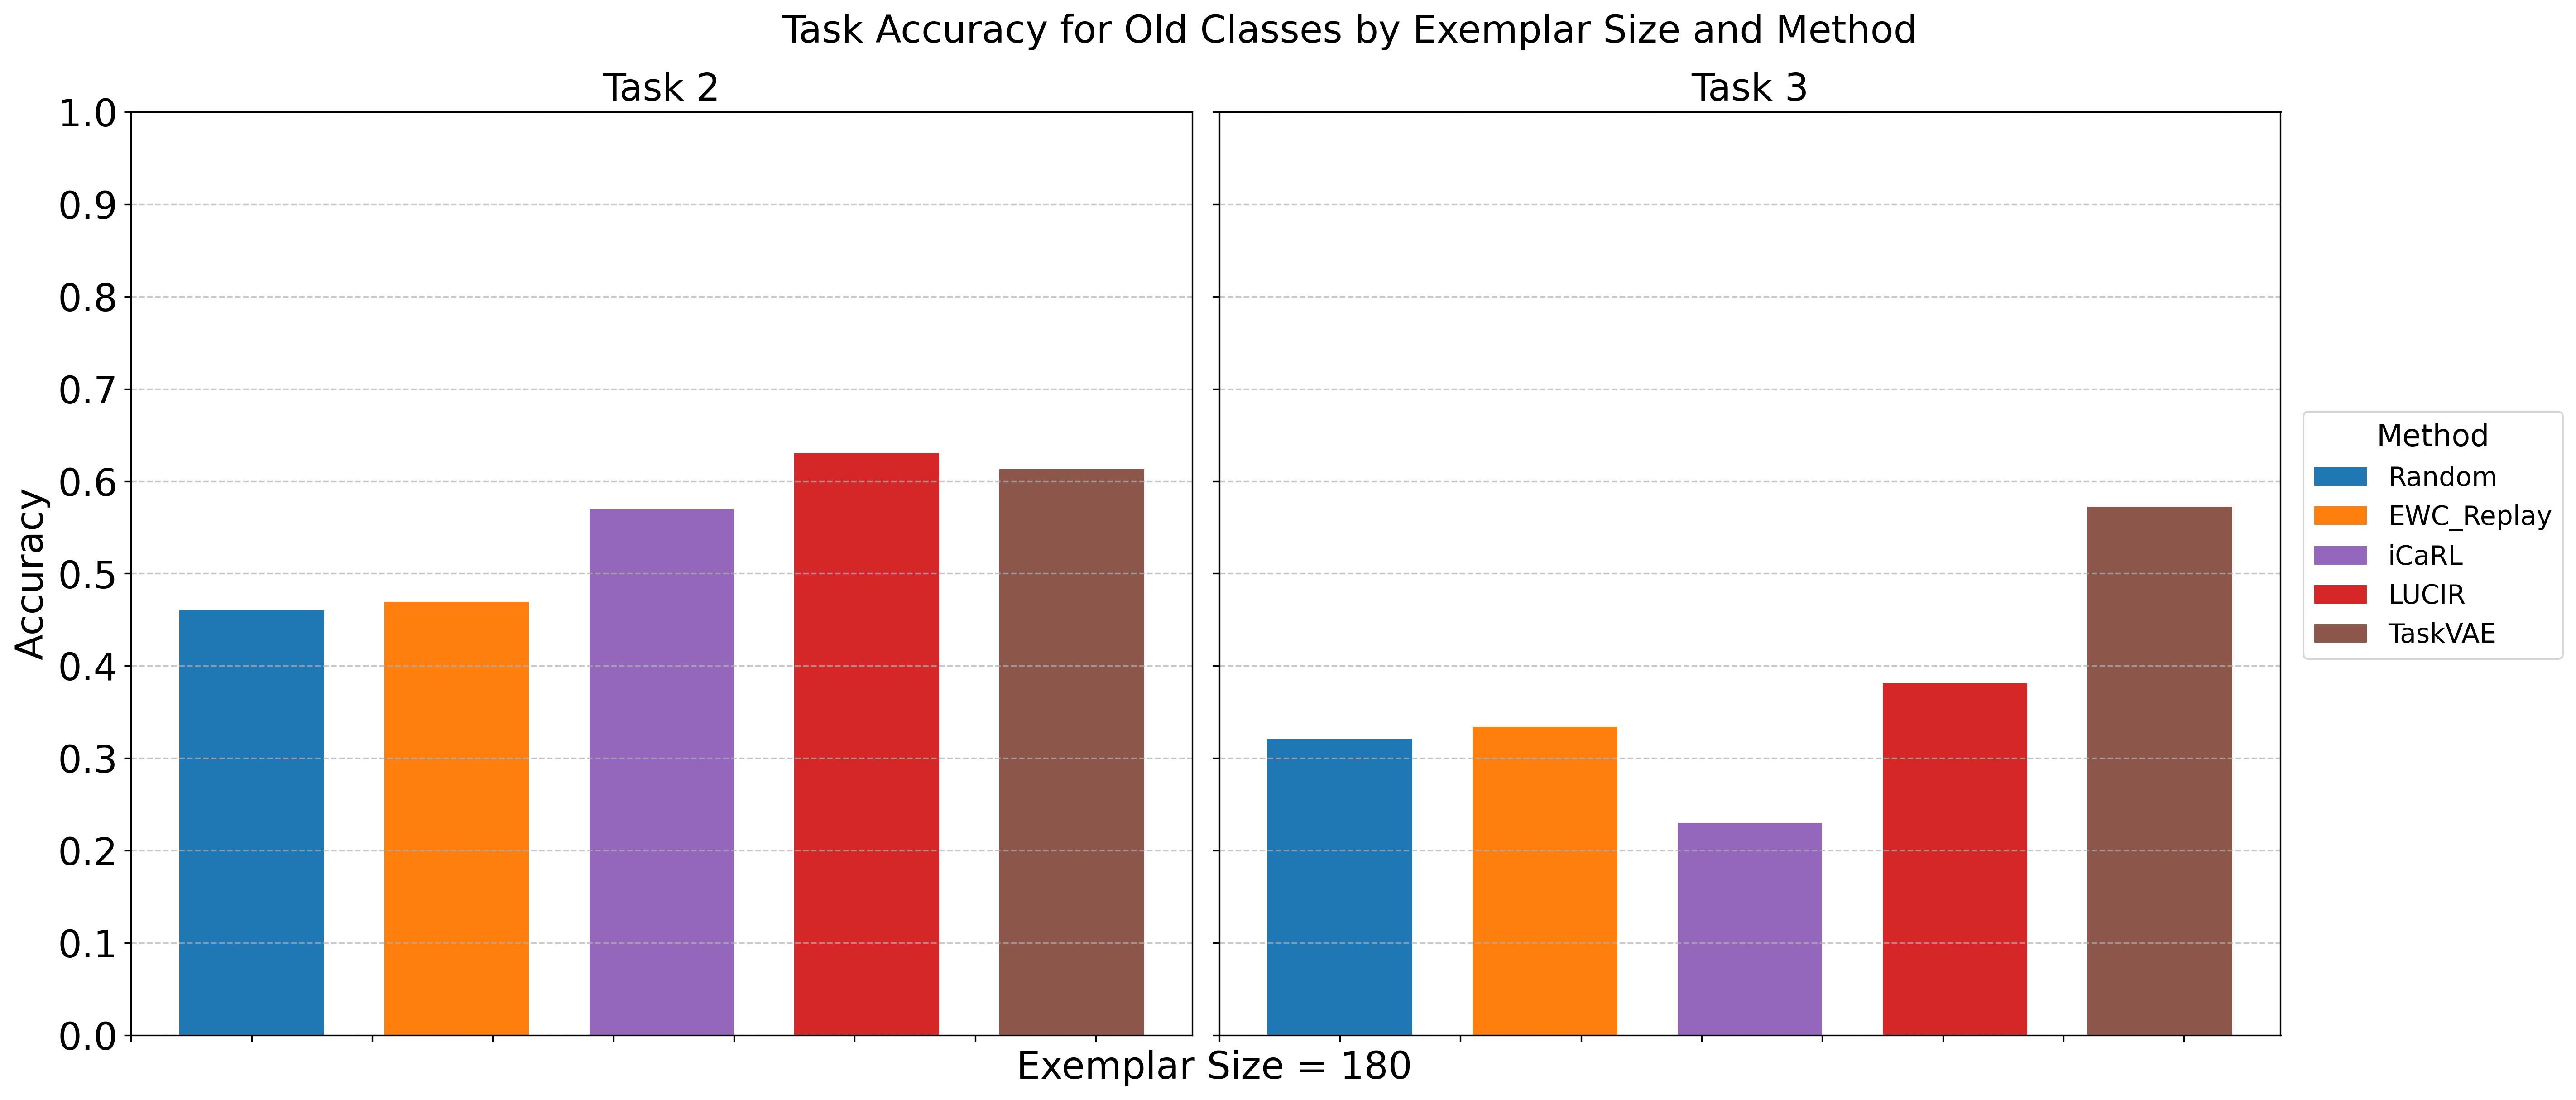 Task Accuracy for Old Classes by Exemplar Size and Method
Task 2
Task 3
1.0
0.9
0.8
0.7
0.6
0.5
0.4
0.3
0.2
0.1
0.0
Accuracy
Exemplar Size = 180
Method
Random
EWC_Replay
iCaRL
LUCIR
TaskVAE